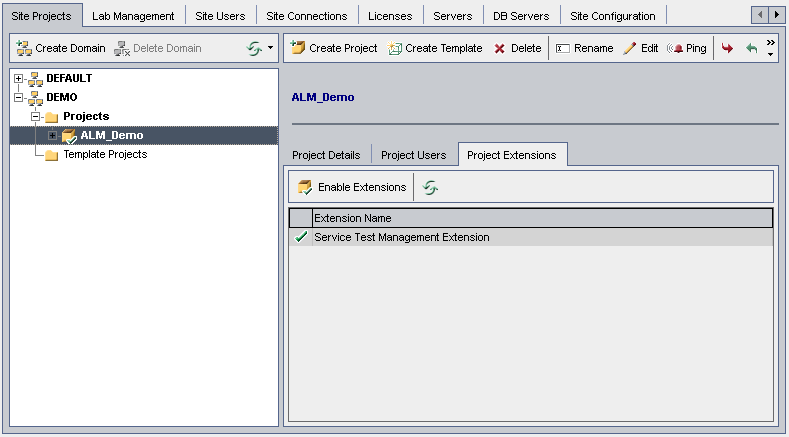 Site Projects Lab Management Site Users Site Connections Licenses Servers DB Servers Site Configuration
Create Domain Delete Domain
Create Project Create Template Delete Rename Edit Ping
DEFAULT
DEMO
Projects
ALM_Demo
Template Projects
ALM_Demo
Project Details Project Users Project Extensions
Enable Extensions
Extension Name
Service Test Management Extension